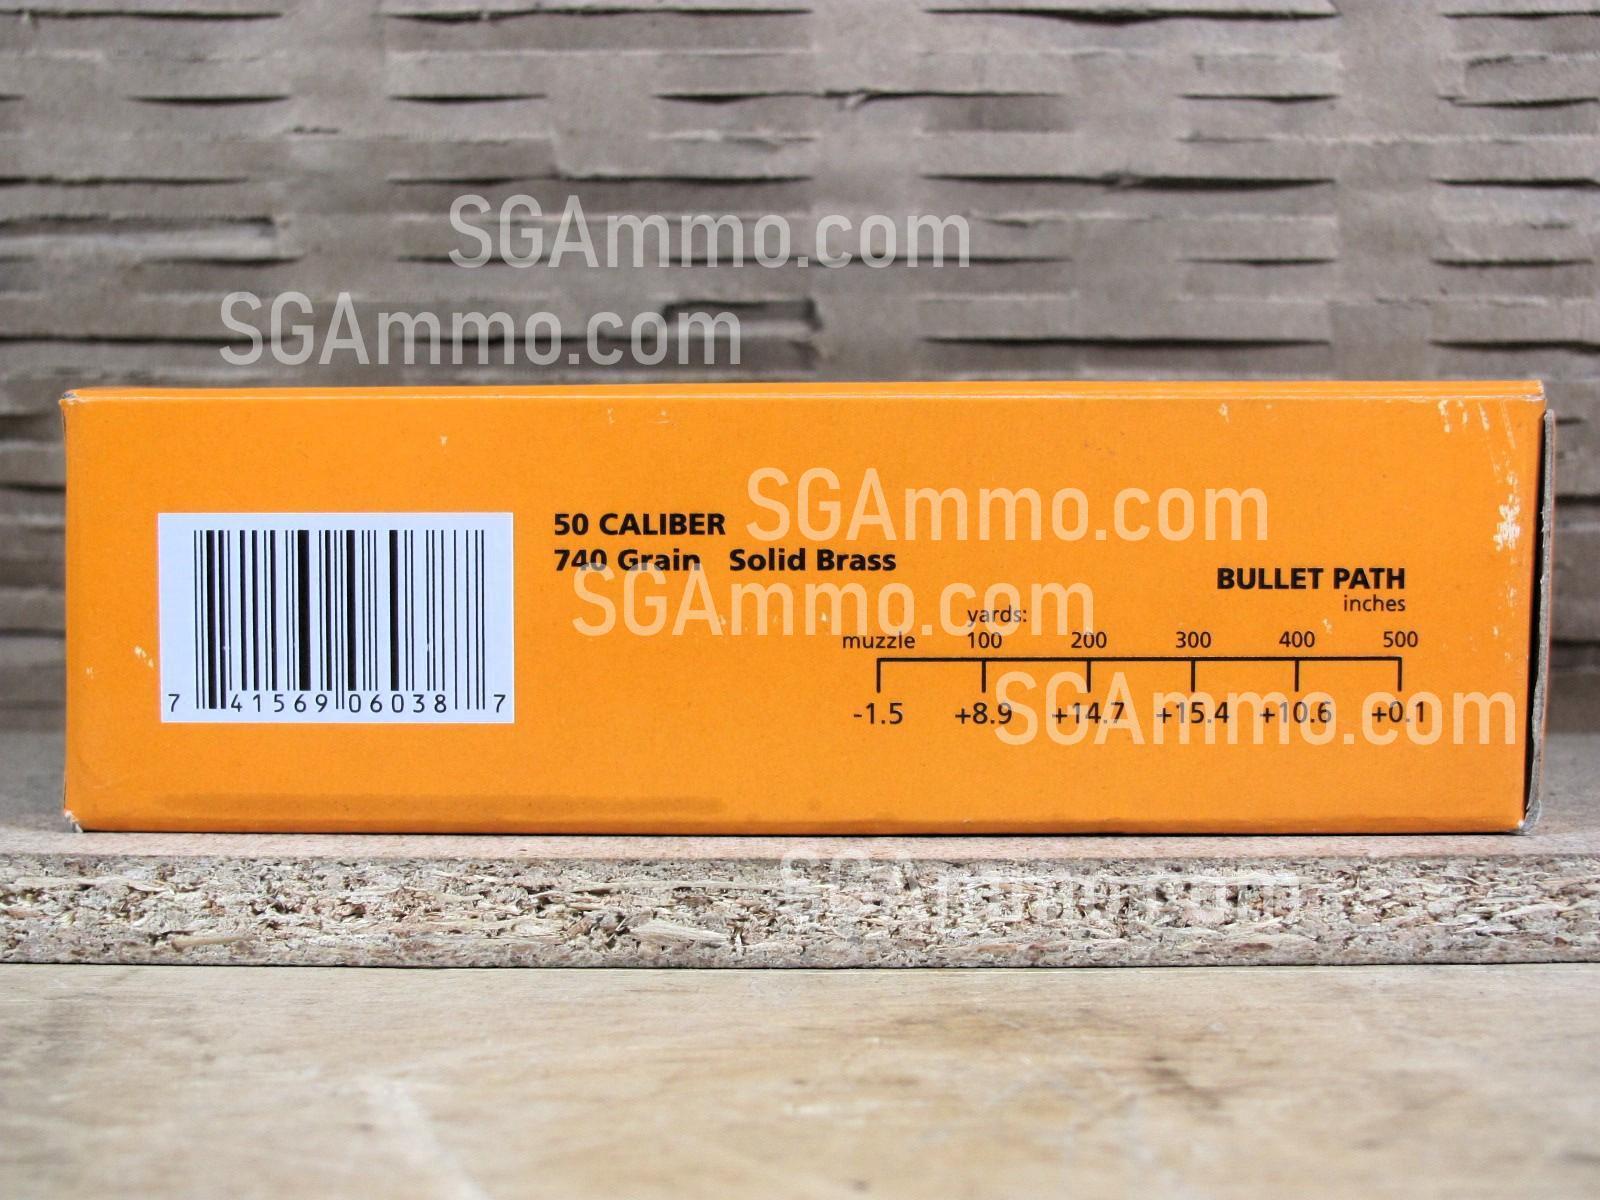 SGAmmo.com
SGAmmo.com
SGAmmo.com
50 CALIBER
740 Grain Solid Brass
SGAmmo.com
BULLET PATH
inches
yards:
muzzle 100 200 300 400 500
-1.5 +8.9 +14.7 +15.4 +10.6 +0.1
SGAmmo.com
7 41569 06038 7
SGAmmo.com